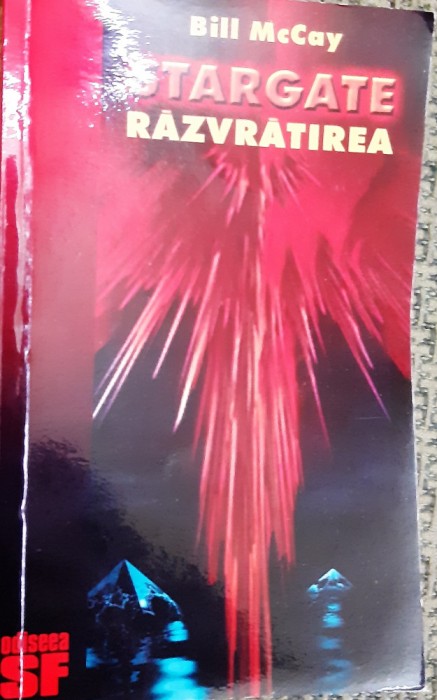 Bill McCay
STARGATE
RĂZVRĂTIREA
odiseea
SF